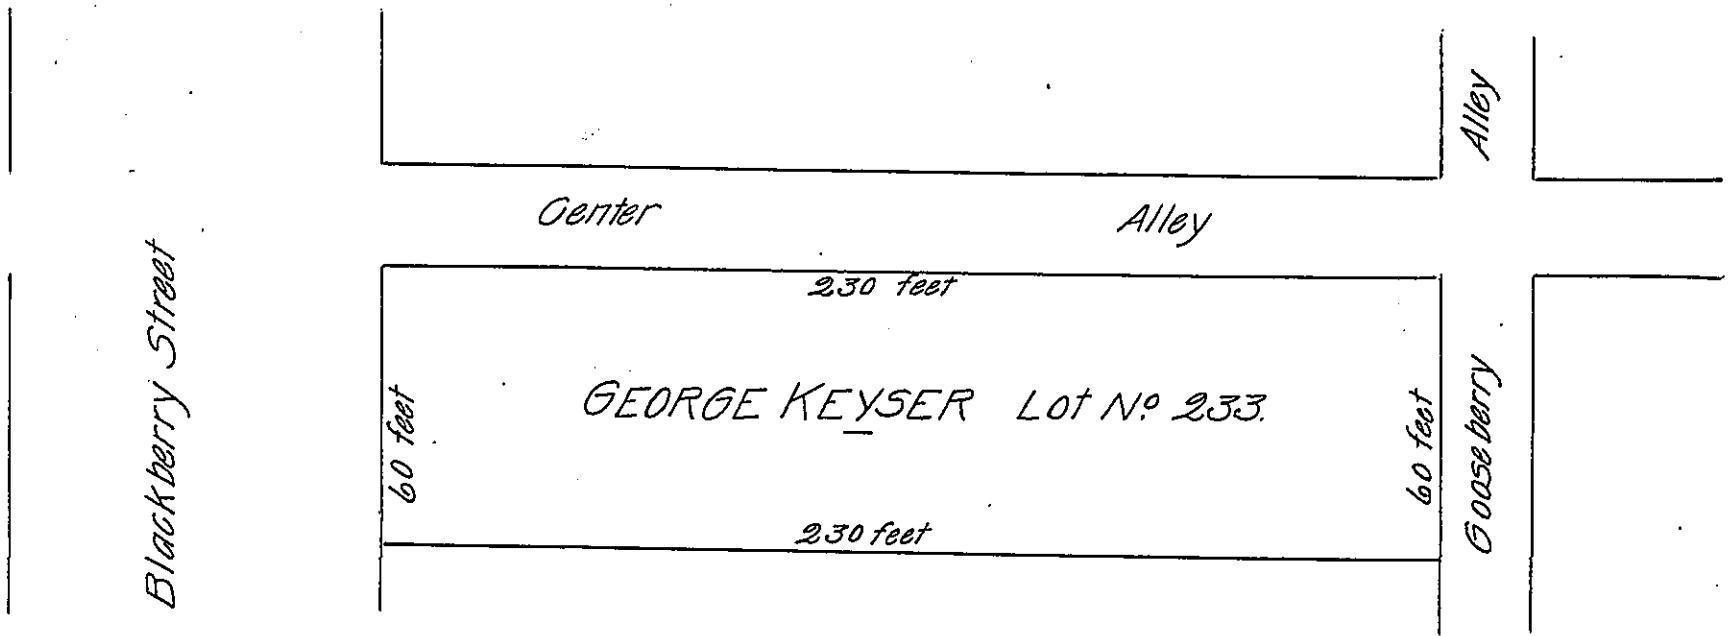 Blackberry Street
Center Alley
Gooseberry Alley
230 feet
60 feet
GEORGE KEYSER Lot No 233.
60 feet
230 feet